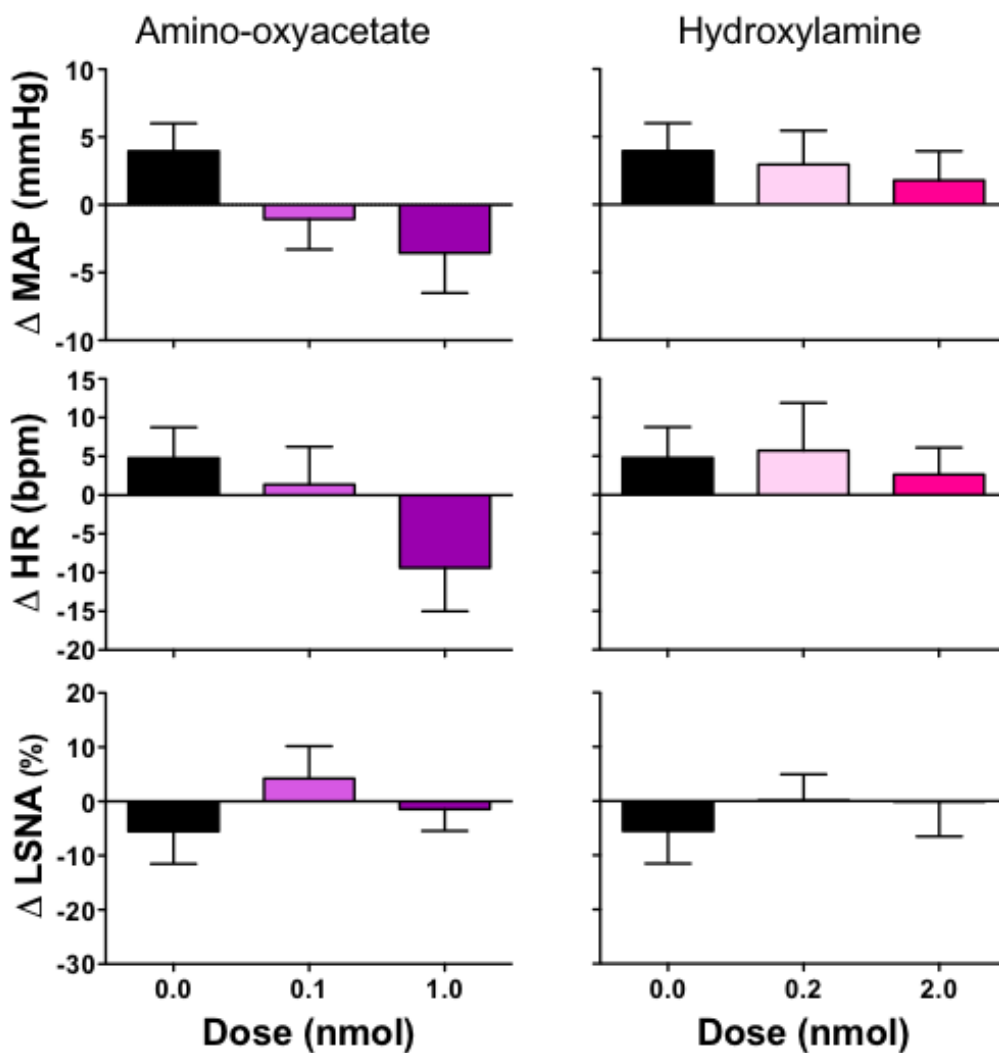 Amino-oxyacetate
Hydroxylamine
Δ MAP (mmHg)
10
5
0
-5
-10
Δ HR (bpm)
15
10
5
0
-5
-10
-15
-20
Δ LSNA (%)
20
10
0
-10
-20
-30
0.0 0.1 1.0
Dose (nmol)
0.0 0.2 2.0
Dose (nmol)